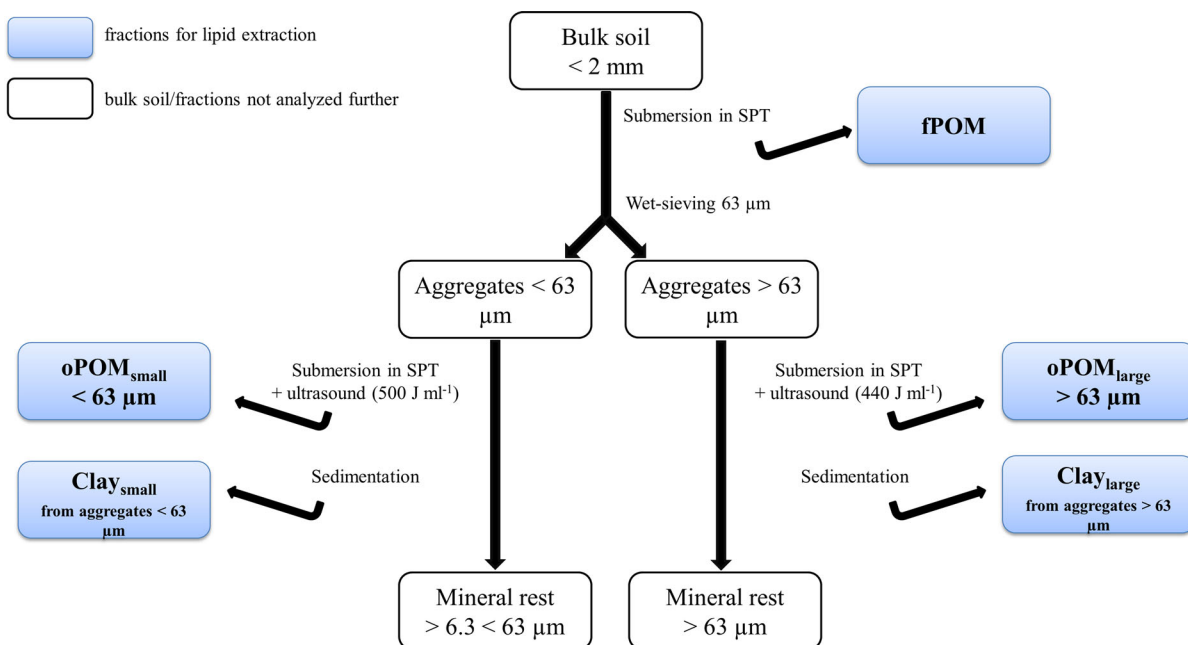 fractions for lipid extraction
bulk soil/fractions not analyzed further
Bulk soil
< 2 mm
Submersion in SPT
fPOM
Wet-sieving 63 µm
Aggregates < 63
µm
Aggregates > 63
µm
oPOMsmall
< 63 µm
Submersion in SPT
+ ultrasound (500 J ml⁻¹)
Submersion in SPT
+ ultrasound (440 J ml⁻¹)
oPOMlarge
> 63 µm
Claysmall
from aggregates < 63
µm
Sedimentation
Sedimentation
Claylarge
from aggregates > 63
µm
Mineral rest
> 6.3 < 63 µm
Mineral rest
> 63 µm